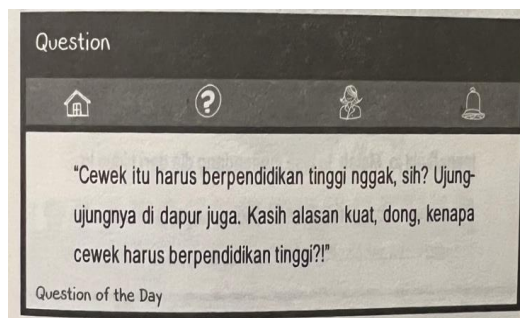 Question
?
"Cewek itu harus berpendidikan tinggi nggak, sih? Ujung-
ujungnya di dapur juga. Kasih alasan kuat, dong, kenapa
cewek harus berpendidikan tinggi?!"
Question of the Day